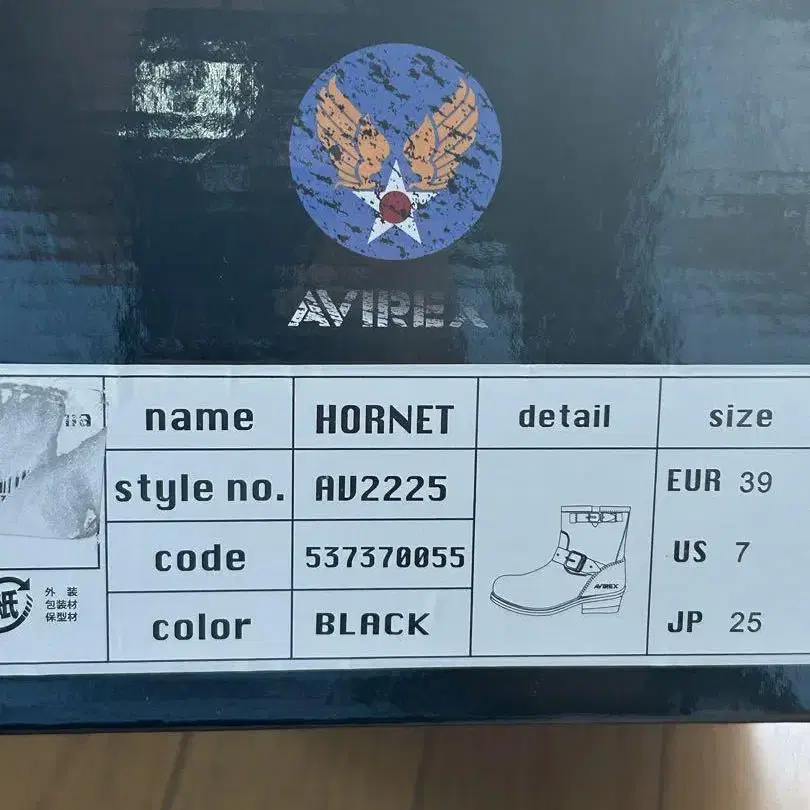 AVIREX
name HORNET detail size
style no. AV2225 EUR 39
code 537370055 US 7
AVIREX
紙 外装
包装材
保型材
color BLACK JP 25